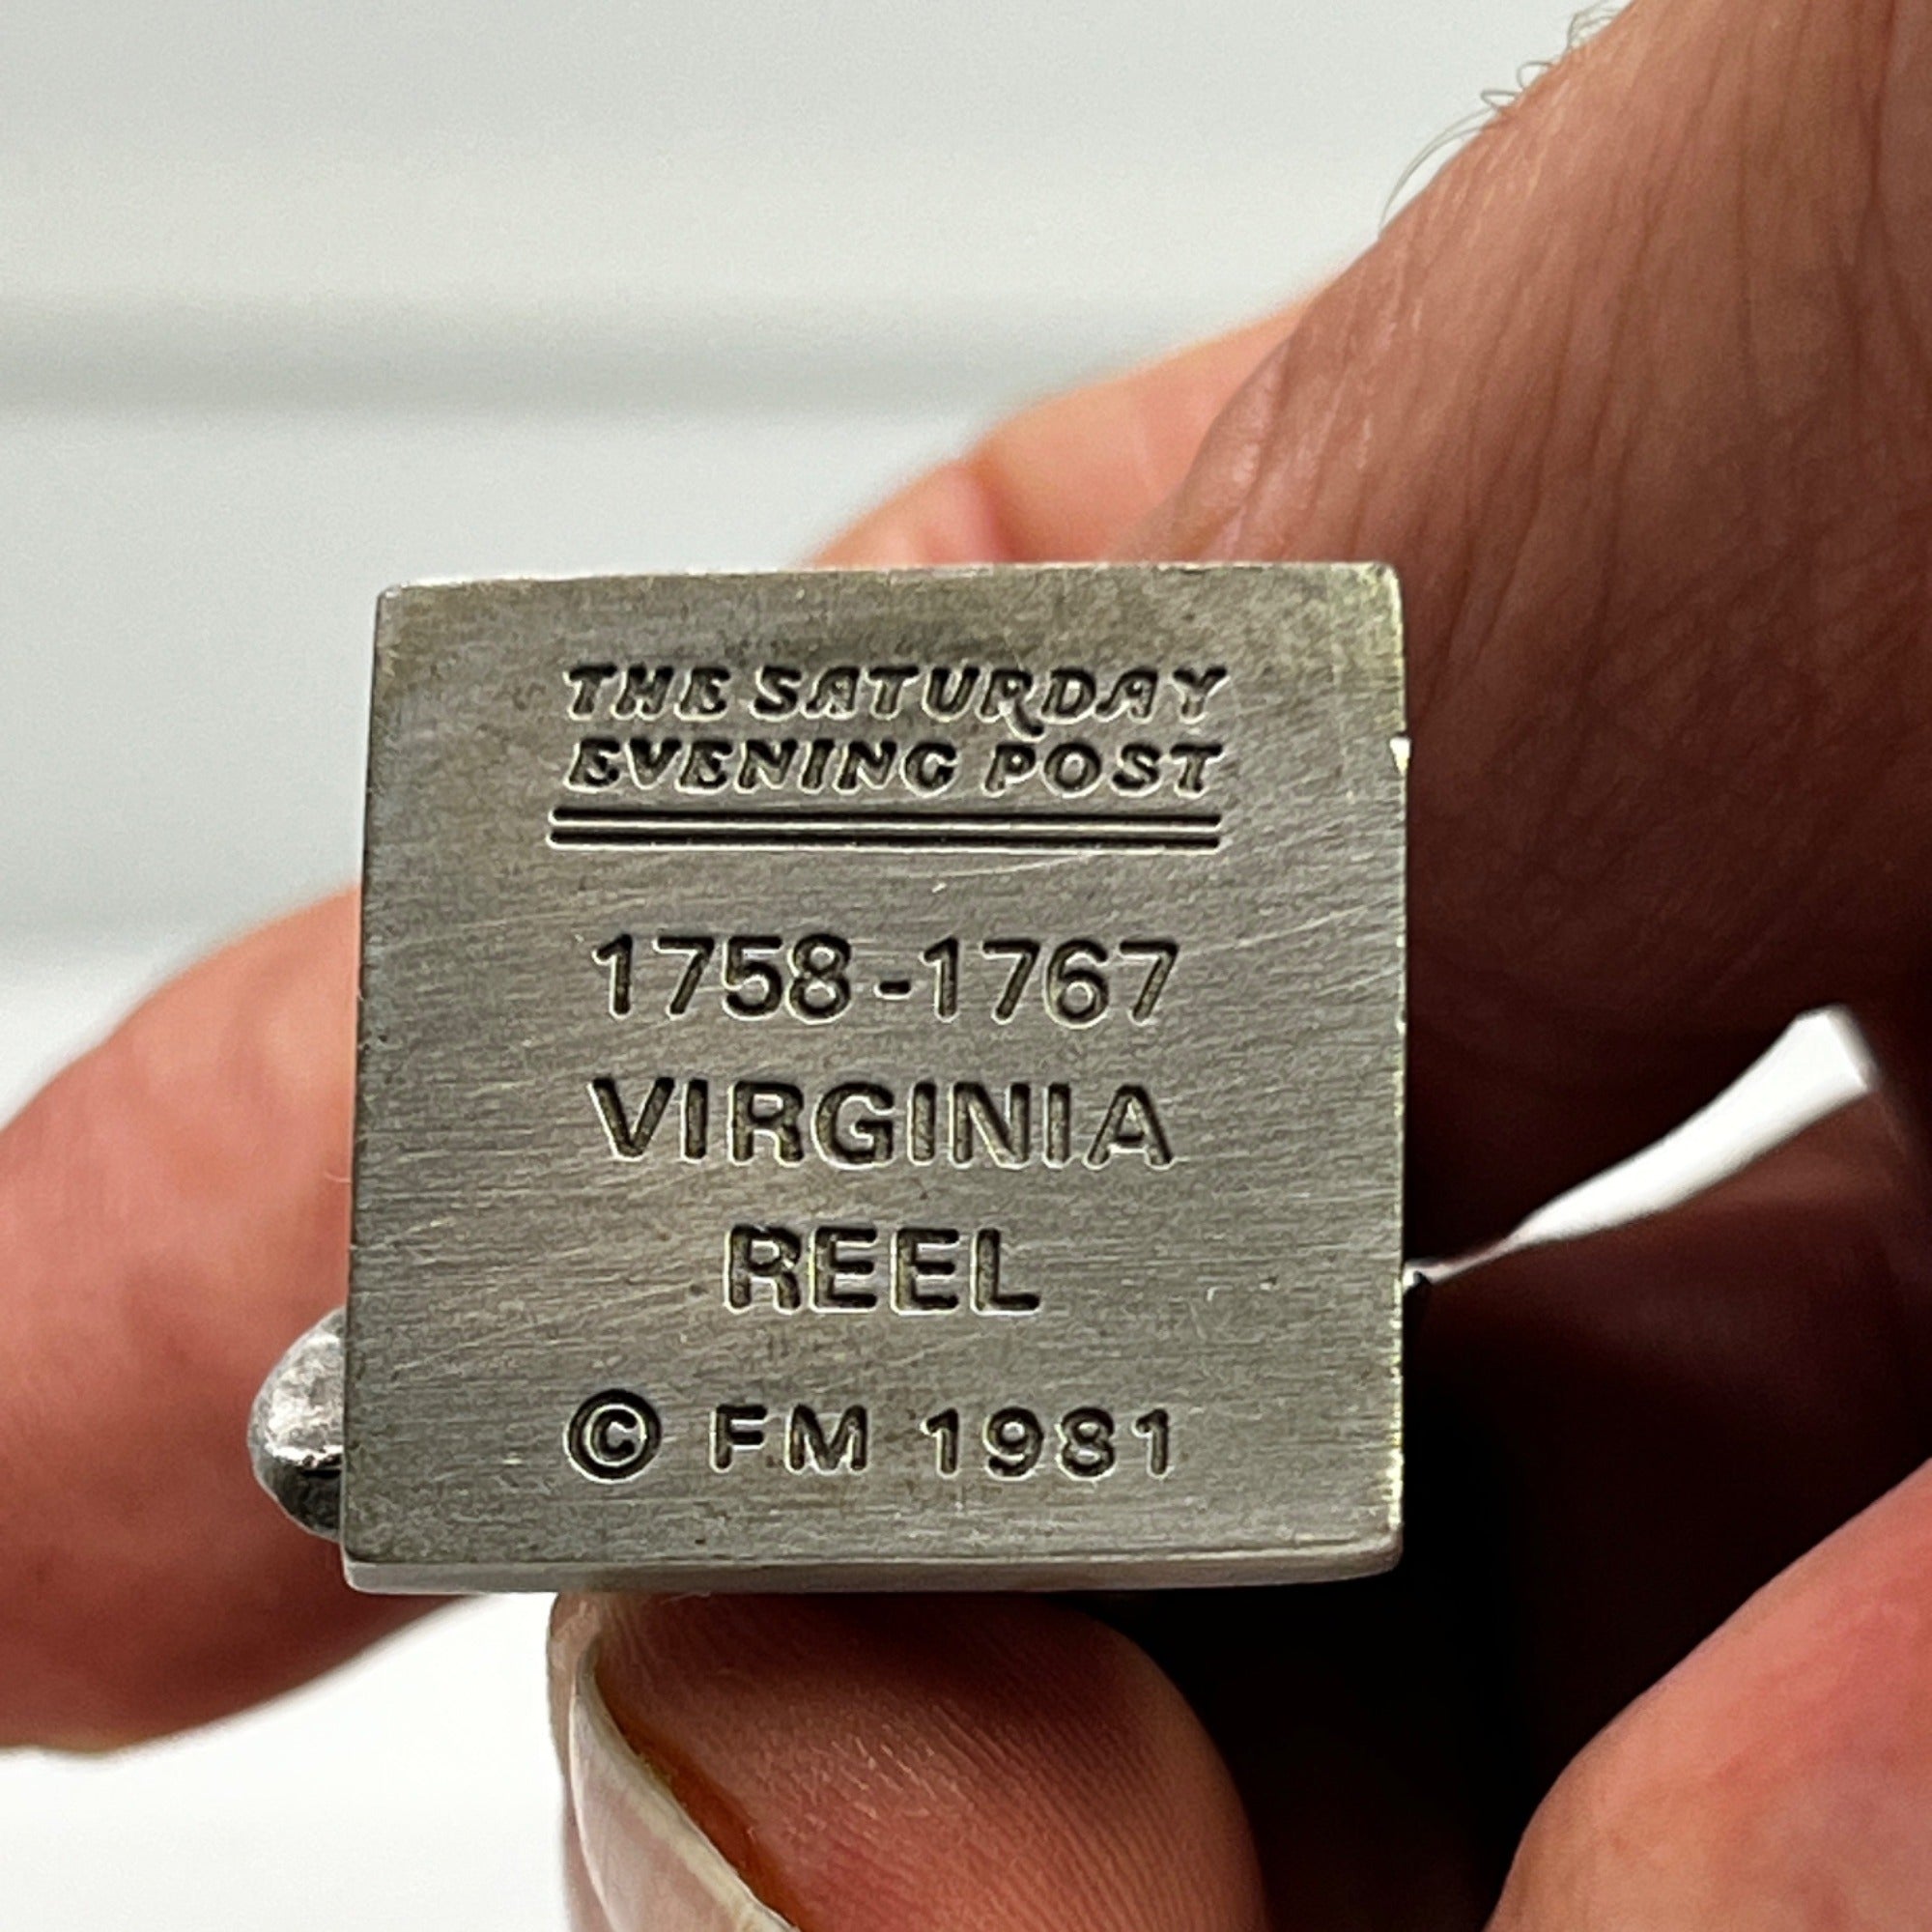 THE SATURDAY
EVENING POST
1758-1767
VIRGINIA
REEL
© FM 1981